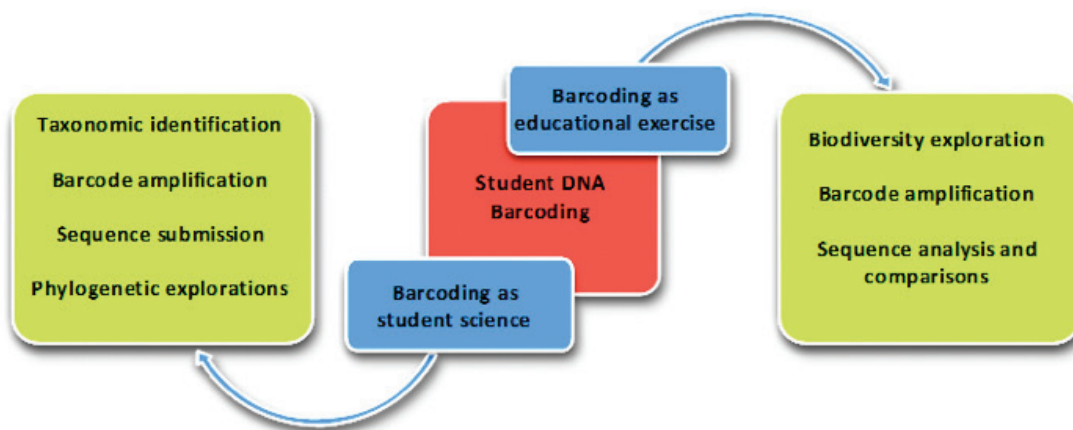 Taxonomic identification
Barcode amplification
Sequence submission
Phylogenetic explorations
Student DNA
Barcoding
Barcoding as
educational exercise
Barcoding as
student science
Biodiversity exploration
Barcode amplification
Sequence analysis and
comparisons